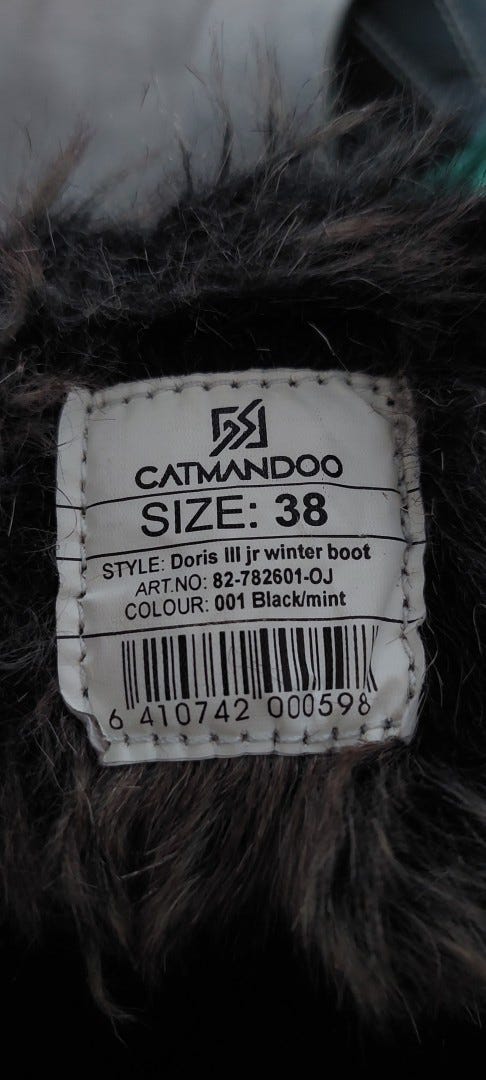 CATMANDOO
SIZE: 38
STYLE: Doris III jr winter boot
ART.NO: 82-782601-OJ
COLOUR: 001 Black/mint
6 410742 000598